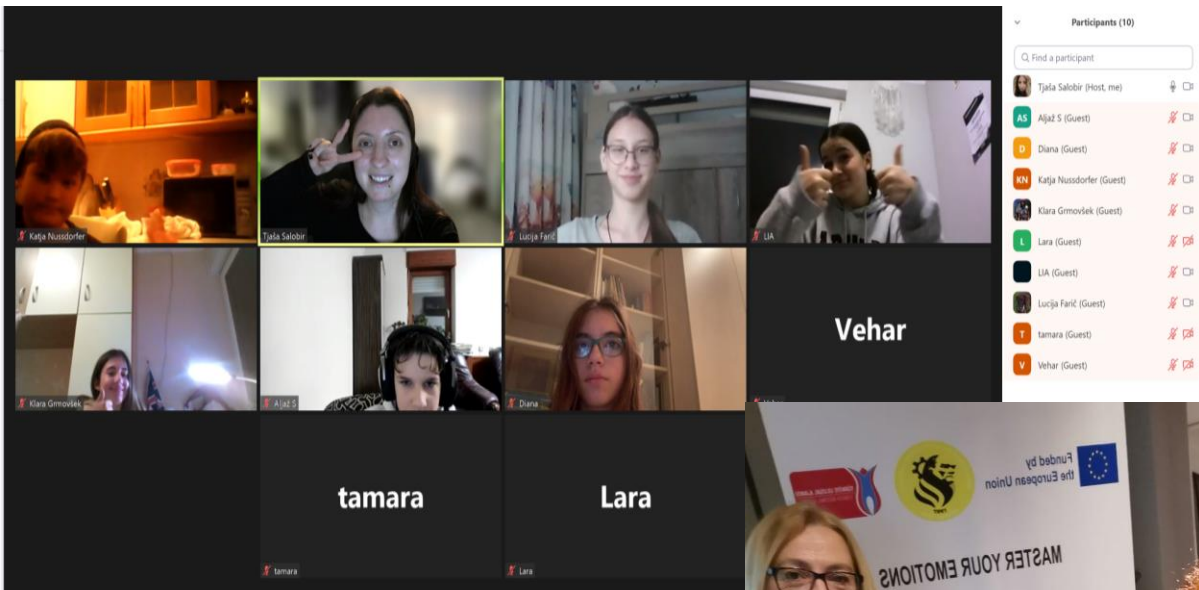 Participants (10)
Find a participant
Tjaša Salobir (Host, me)
AS Aljaž S (Guest)
D Diana (Guest)
KN Katja Nussdorfer (Guest)
Klara Grmovšek (Guest)
L Lara (Guest)
LIA (Guest)
Lucija Farič (Guest)
T tamara (Guest)
V Vehar (Guest)
Katja Nussdorfer
Tjaša Salobir
Lucija Farič
LIA
Klara Grmovšek
Aljaž S
Diana
Vehar
tamara
tamara
Lara
Lara
Funded by
the European Union
MASTER YOUR EMOTIONS